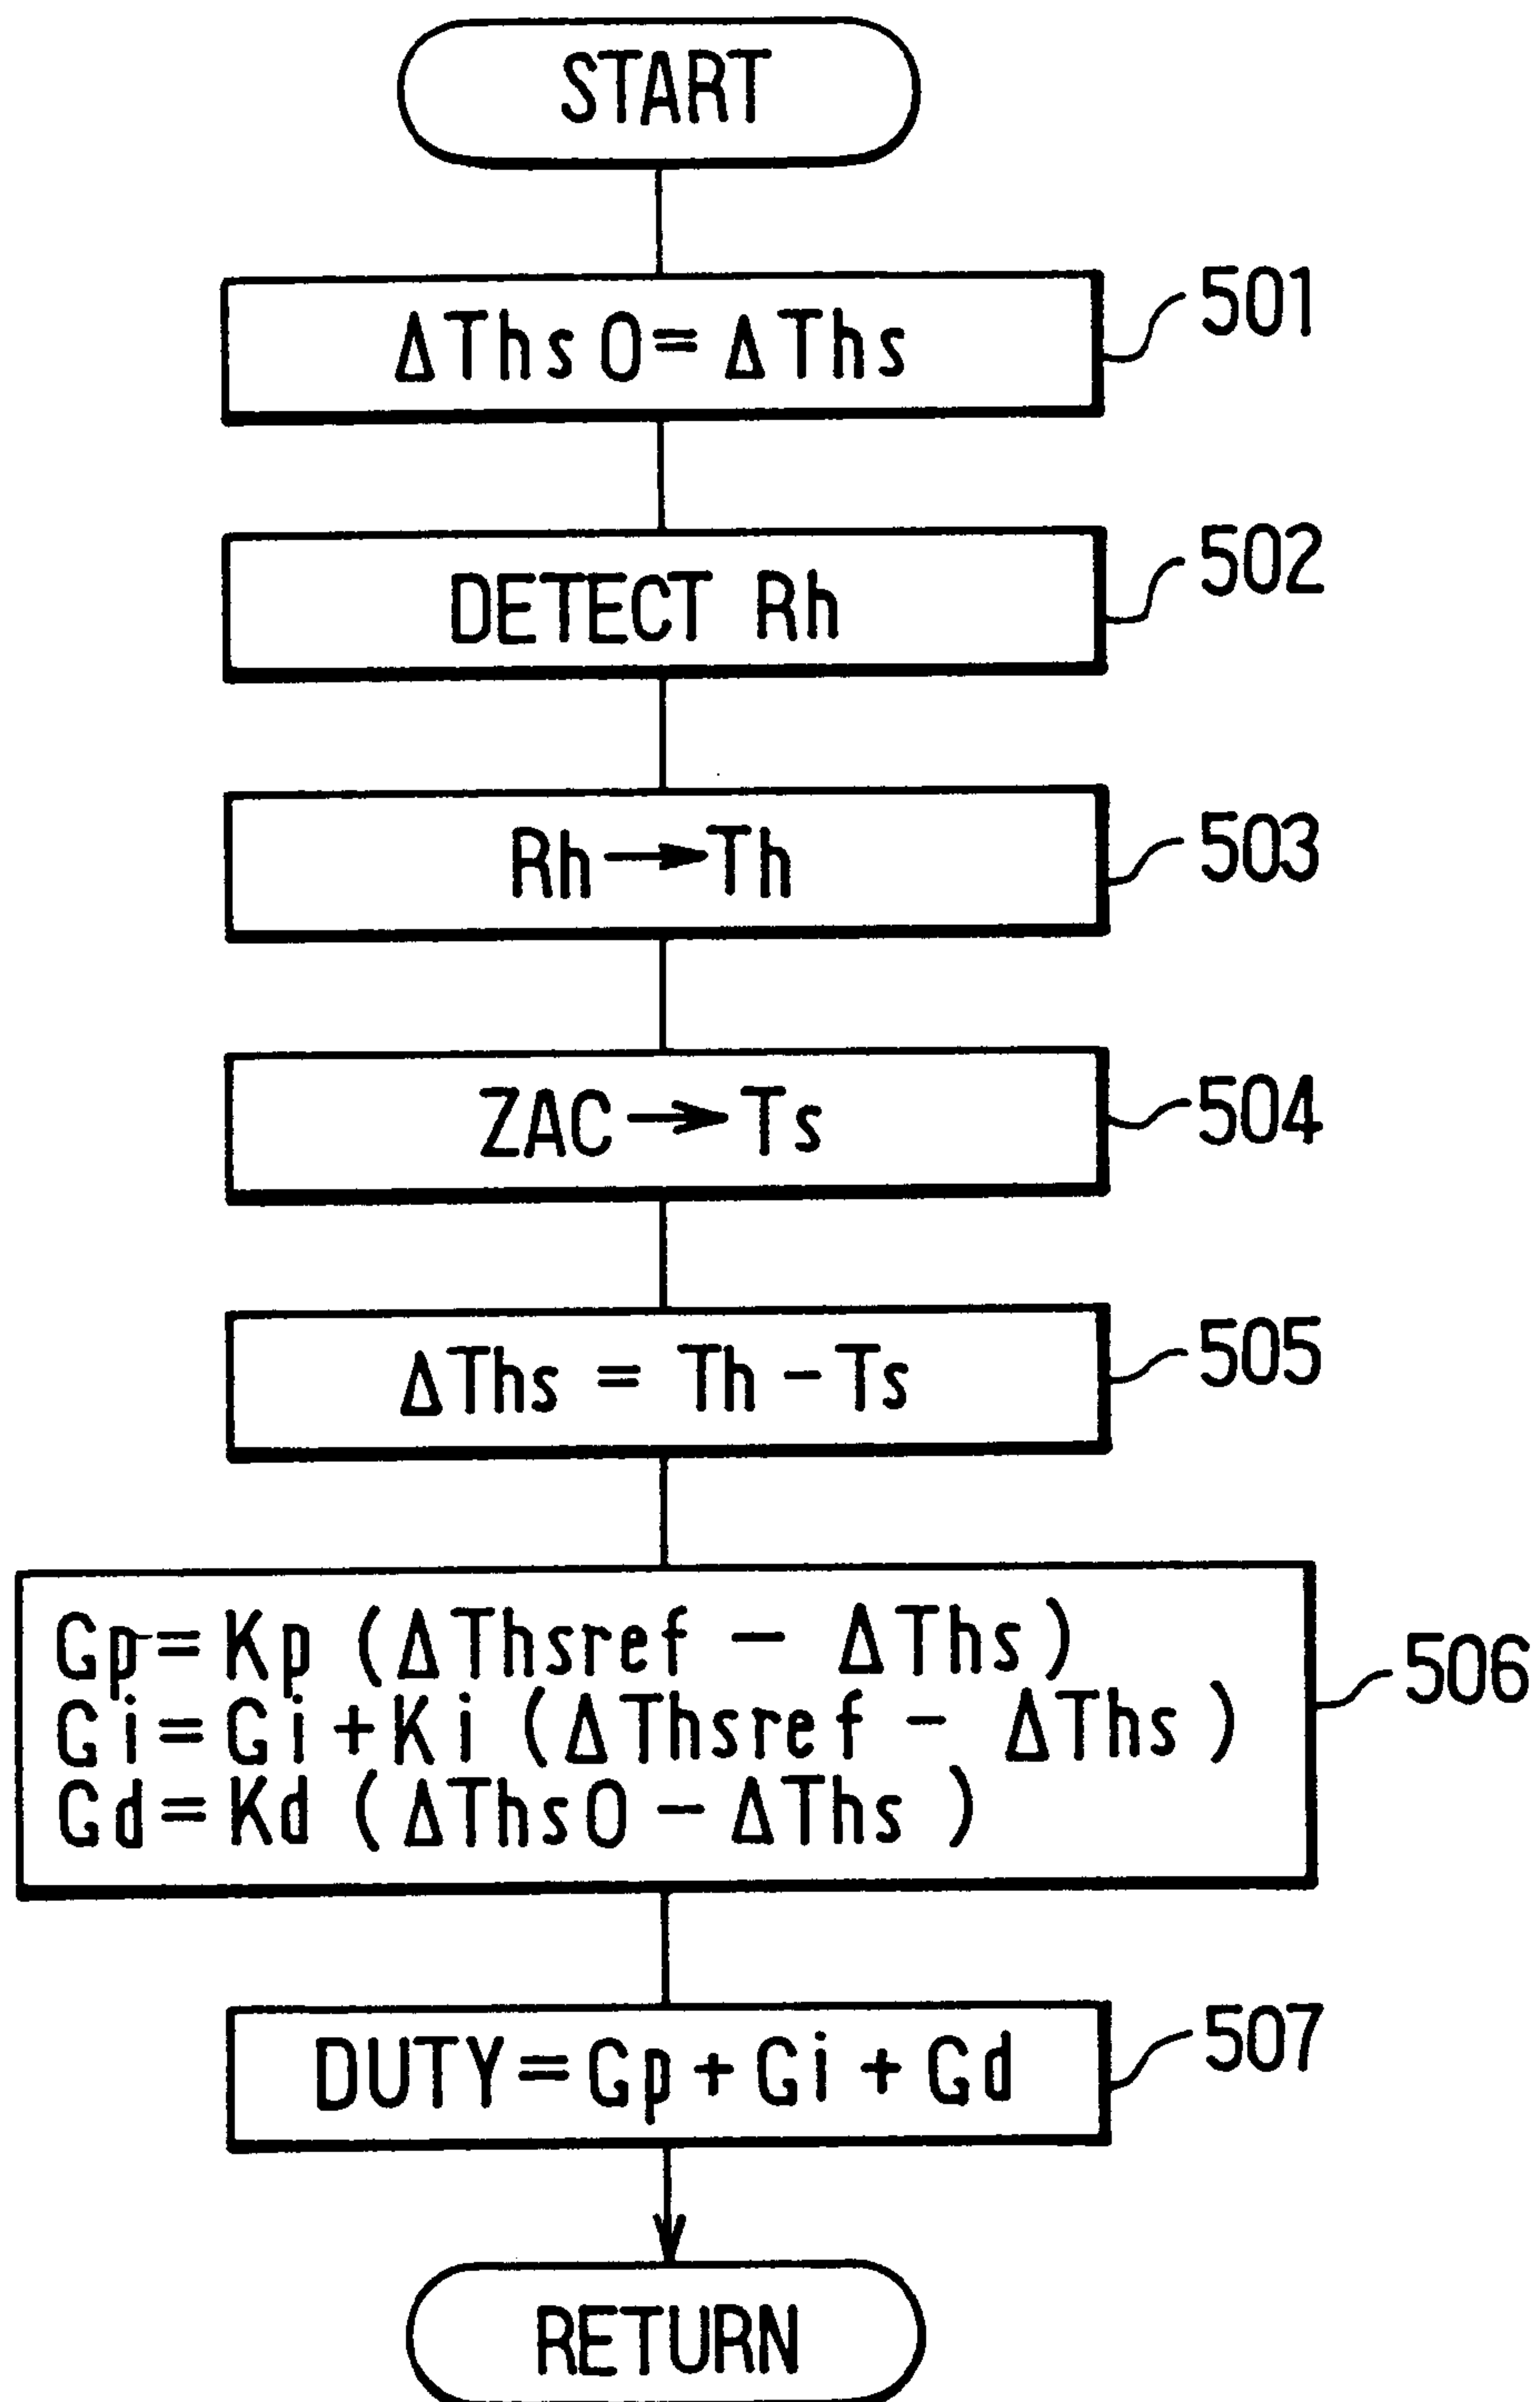 START
ΔThs0=ΔThs
501
DETECT Rh
502
Rh→Th
503
ZAC→Ts
504
ΔThs = Th-Ts
505
Gp=Kp (ΔThsref - ΔThs)
Gi=Gi+Ki (ΔThsref - ΔThs)
Gd=Kd (ΔThs0-ΔThs)
506
DUTY=Gp+Gi+Gd
507
RETURN